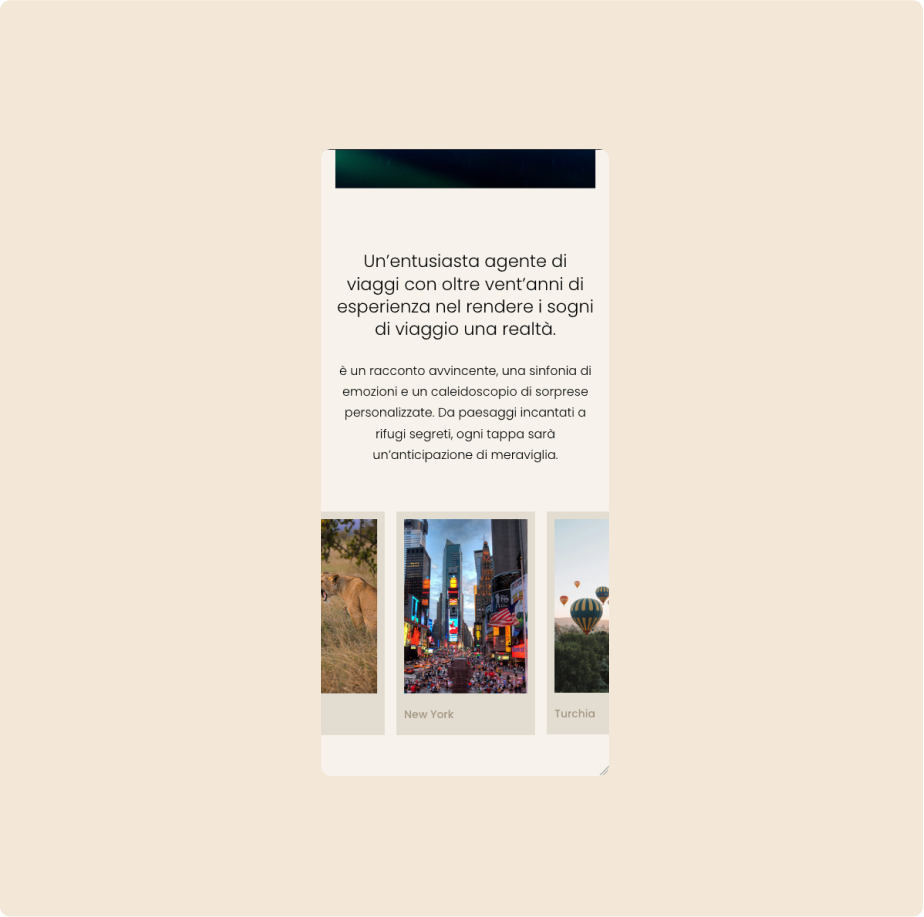 Un’entusiasta agente di
viaggi con oltre vent’anni di
esperienza nel rendere i sogni
di viaggio una realtà.
è un racconto avvincente, una sinfonia di
emozioni e un caleidoscopio di sorprese
personalizzate. Da paesaggi incantati a
rifugi segreti, ogni tappa sarà
un’anticipazione di meraviglia.
New York
Turchia